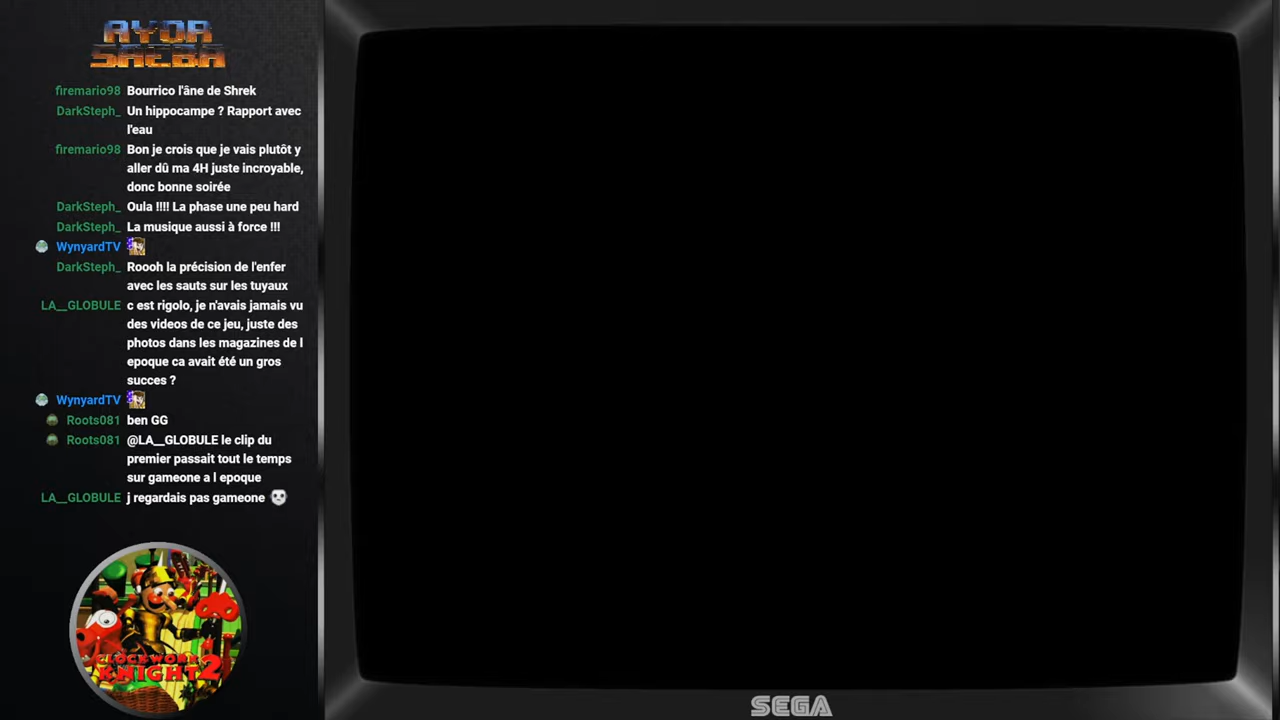 RYOR
SAEBA
firemario98 Bourrico l'âne de Shrek
DarkSteph_ Un hippocampe ? Rapport avec
l'eau
firemario98 Bon je crois que je vais plutôt y
aller dû ma 4H juste incroyable,
donc bonne soirée
DarkSteph_ Oula !!!! La phase une peu hard
DarkSteph_ La musique aussi à force !!!
WynyardTV
DarkSteph_ Roooh la précision de l'enfer
avec les sauts sur les tuyaux
LA__GLOBULE c est rigolo, je n'avais jamais vu
des videos de ce jeu, juste des
photos dans les magazines de l
epoque ca avait été un gros
succes ?
WynyardTV
Roots081 ben GG
Roots081 @LA__GLOBULE le clip du
premier passait tout le temps
sur gameone a l epoque
LA__GLOBULE j regardais pas gameone
CLOCKWORK
KNIGHT 2
SEGA